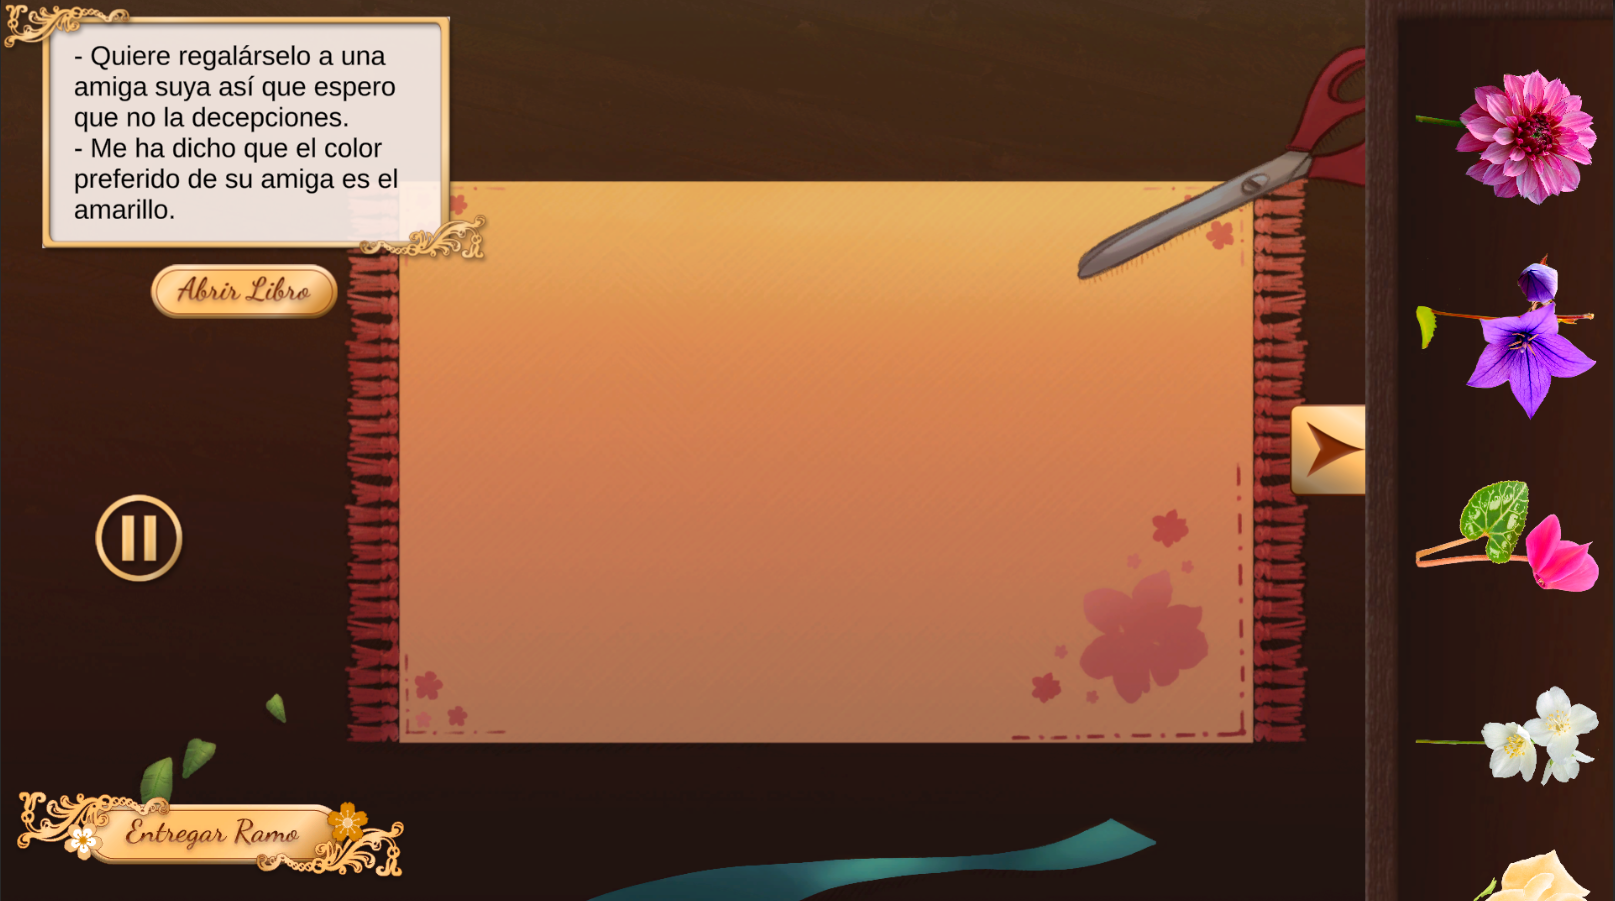 - Quiere regalárselo a una
amiga suya así que espero
que no la decepciones.
- Me ha dicho que el color
preferido de su amiga es el
amarillo.
Abrir Libro
Entregar Ramo